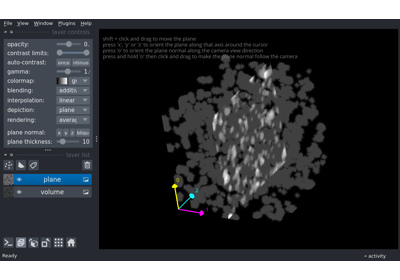 File View Plugins Window Help
layer controls
opacity: 0.
contrast limits:
auto-contrast: once
gamma: 1.
colormap: gr
blending: additi
interpolation: linear
depiction: plane
rendering: averag
plane normal: x y z
plane thickness: 10
layer list
plane
volume
Ready
activity
shift + click and drag to move the plane
press 'x', 'y' or 'z' to orient the plane along that axis around the cursor
press 'o' to orient the plane normal along the camera view direction
press and hold 'o' then click and drag to make the plane normal follow the camera